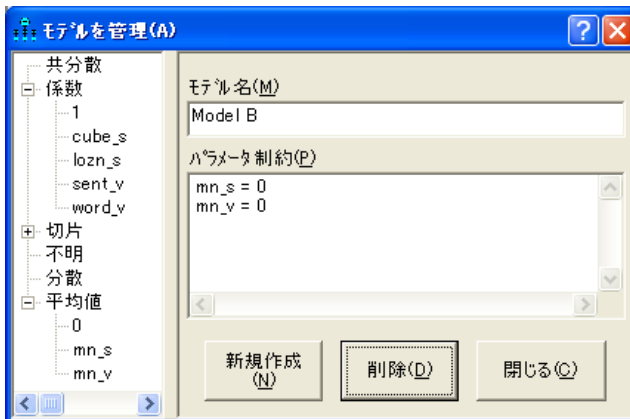 モデルを管理(A)
共分散
係数
1
cube_s
lozn_s
sent_v
word_v
切片
不明
分散
平均値
0
mn_s
mn_v
モデル名(M)
Model B
パラメータ制約(P)
mn_s = 0
mn_v = 0
新規作成
(N)
削除(D)
閉じる(C)